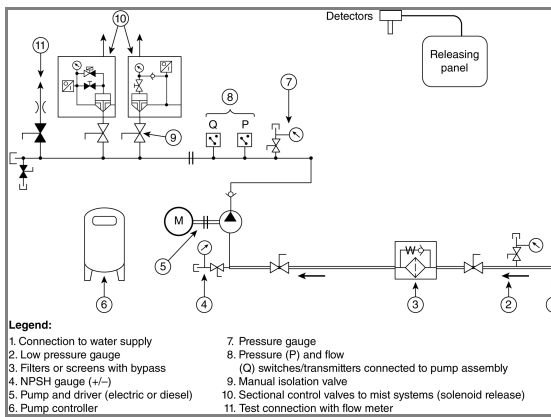 Detectors
Releasing
panel
10
11
7
8
Q P
9
M
5
6
4
3
2
Legend:
1. Connection to water supply
2. Low pressure gauge
3. Filters or screens with bypass
4. NPSH gauge (+/–)
5. Pump and driver (electric or diesel)
6. Pump controller
7. Pressure gauge
8. Pressure (P) and flow
(Q) switches/transmitters connected to pump assembly
9. Manual isolation valve
10. Sectional control valves to mist systems (solenoid release)
11. Test connection with flow meter